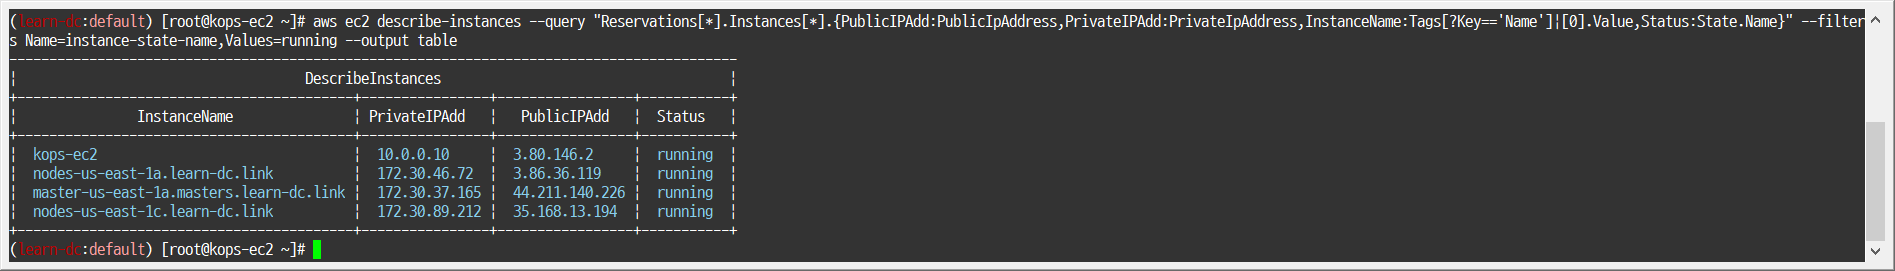 (learn-dc:default) [root@kops-ec2 ~]# aws ec2 describe-instances --query "Reservations[*].Instances[*].{PublicIPAdd:PublicIpAddress,PrivateIPAdd:PrivateIpAddress,InstanceName:Tags[?Key=='Name']|[0].Value,Status:State.Name}" --filter
s Name=instance-state-name,Values=running --output table
-------------------------------------------------------------------------------------------
|                                    DescribeInstances                                    |
+------------------------------------------+----------------+-----------------+-----------+
|               InstanceName               | PrivateIPAdd   |   PublicIPAdd   |  Status   |
+------------------------------------------+----------------+-----------------+-----------+
|  kops-ec2                                |  10.0.0.10     |  3.80.146.2     |  running  |
|  nodes-us-east-1a.learn-dc.link          |  172.30.46.72  |  3.86.36.119    |  running  |
|  master-us-east-1a.masters.learn-dc.link |  172.30.37.165 |  44.211.140.226 |  running  |
|  nodes-us-east-1c.learn-dc.link          |  172.30.89.212 |  35.168.13.194  |  running  |
+------------------------------------------+----------------+-----------------+-----------+
(learn-dc:default) [root@kops-ec2 ~]#